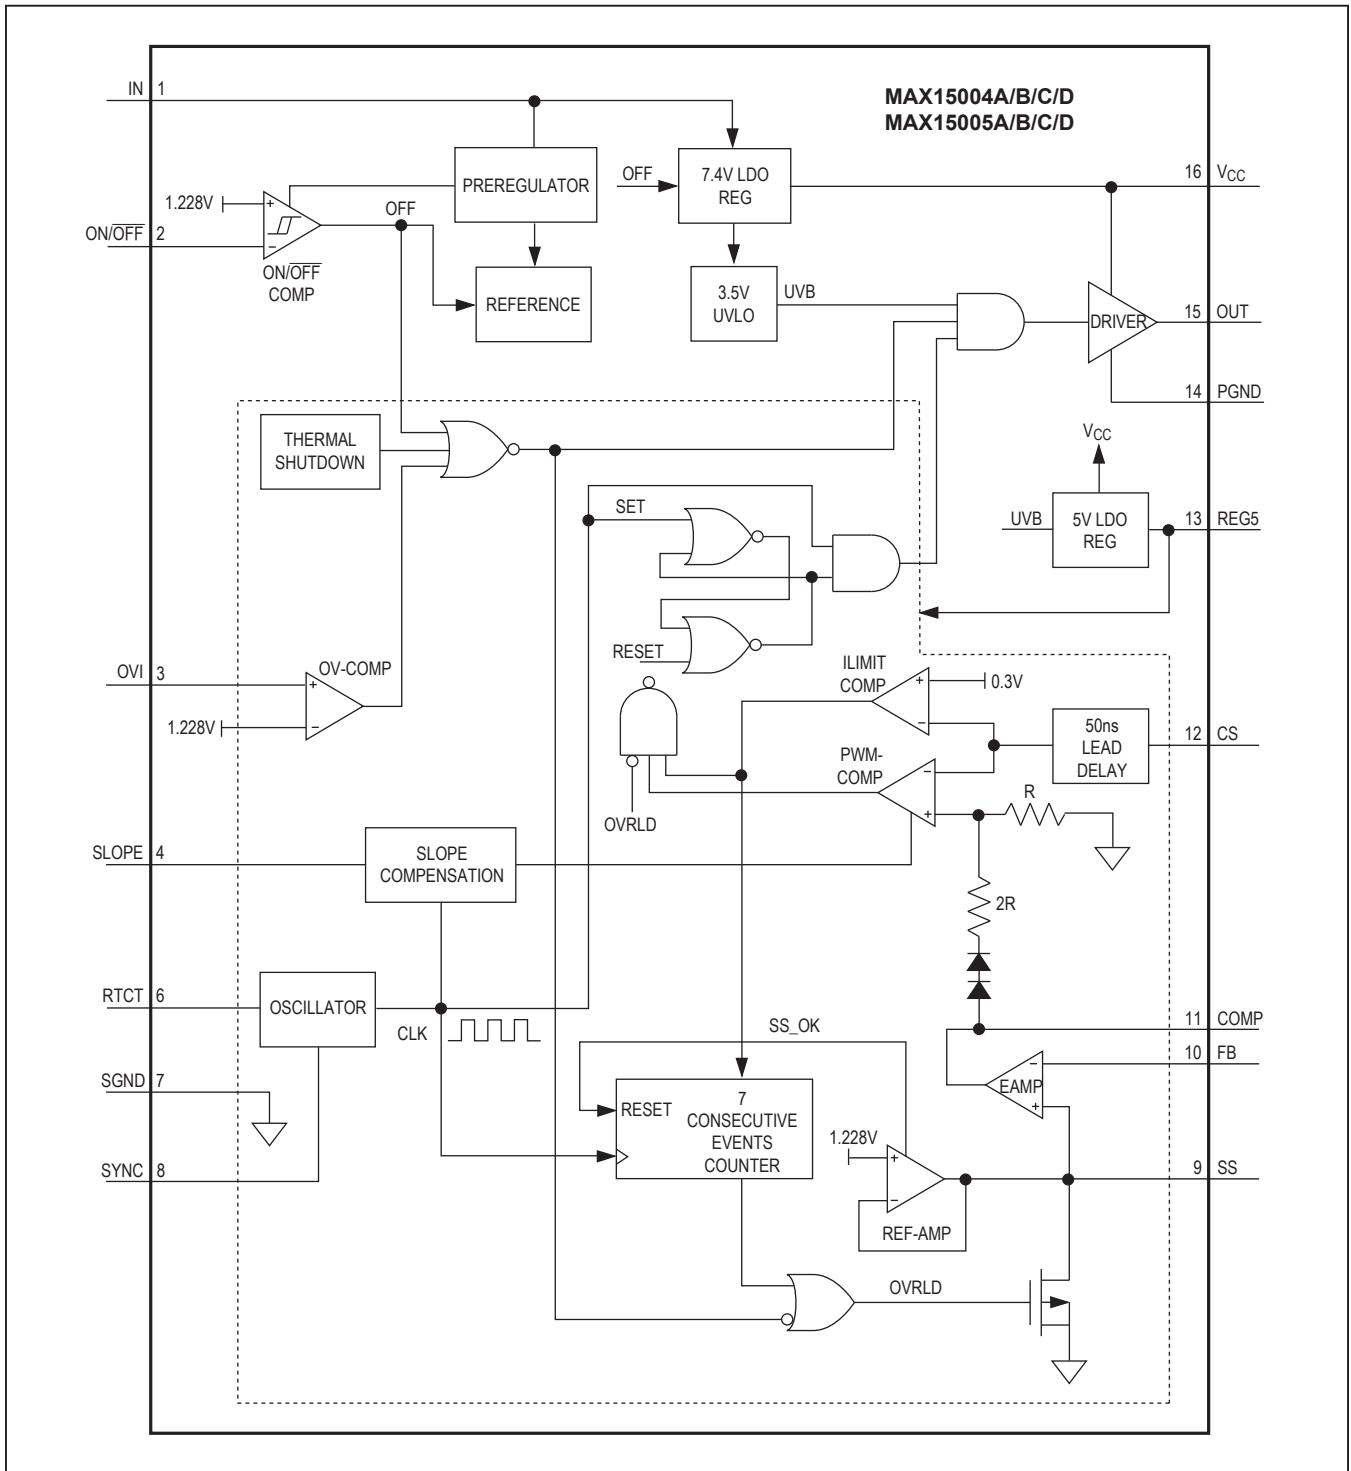 MAX15004A/B/C/D
MAX15005A/B/C/D
IN 1
PREREGULATOR
OFF
7.4V LDO
REG
16 VCC
1.228V
+
−
OFF
ON/OFF 2
ON/OFF
COMP
REFERENCE
3.5V
UVLO
UVB
DRIVER
15 OUT
14 PGND
THERMAL
SHUTDOWN
VCC
SET
UVB
5V LDO
REG
13 REG5
RESET
OVI 3
OV-COMP
+
−
1.228V
ILIMIT
COMP
+
−
0.3V
50ns
LEAD
DELAY
12 CS
PWM-
COMP
−
+
R
OVRLD
SLOPE 4
SLOPE
COMPENSATION
2R
RTCT 6
OSCILLATOR
CLK
SS_OK
11 COMP
10 FB
EAMP
−
+
SGND 7
RESET
7
CONSECUTIVE
EVENTS
COUNTER
1.228V
+
−
REF-AMP
SYNC 8
9 SS
OVRLD